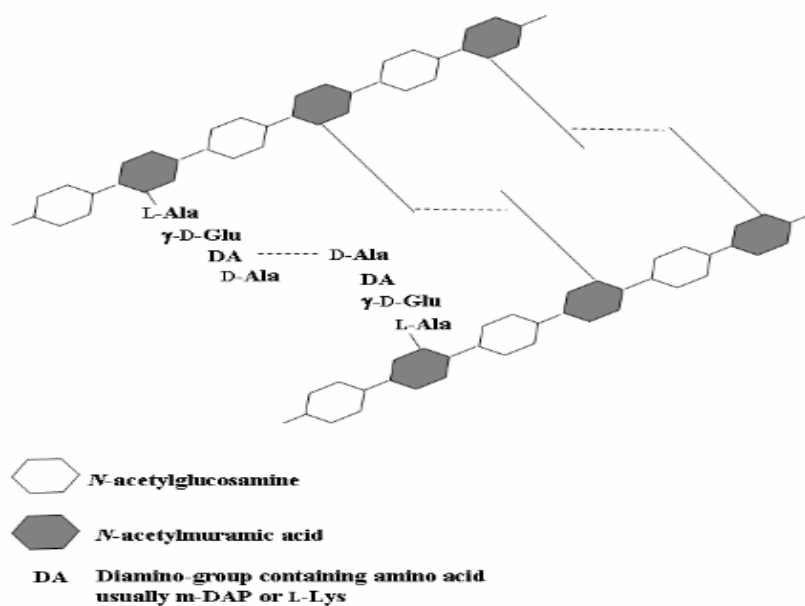 L-Ala
γ-D-Glu
DA ------ D-Ala
D-Ala DA
γ-D-Glu
L-Ala
N-acetylglucosamine
N-acetylmuramic acid
DA Diamino-group containing amino acid
usually m-DAP or L-Lys